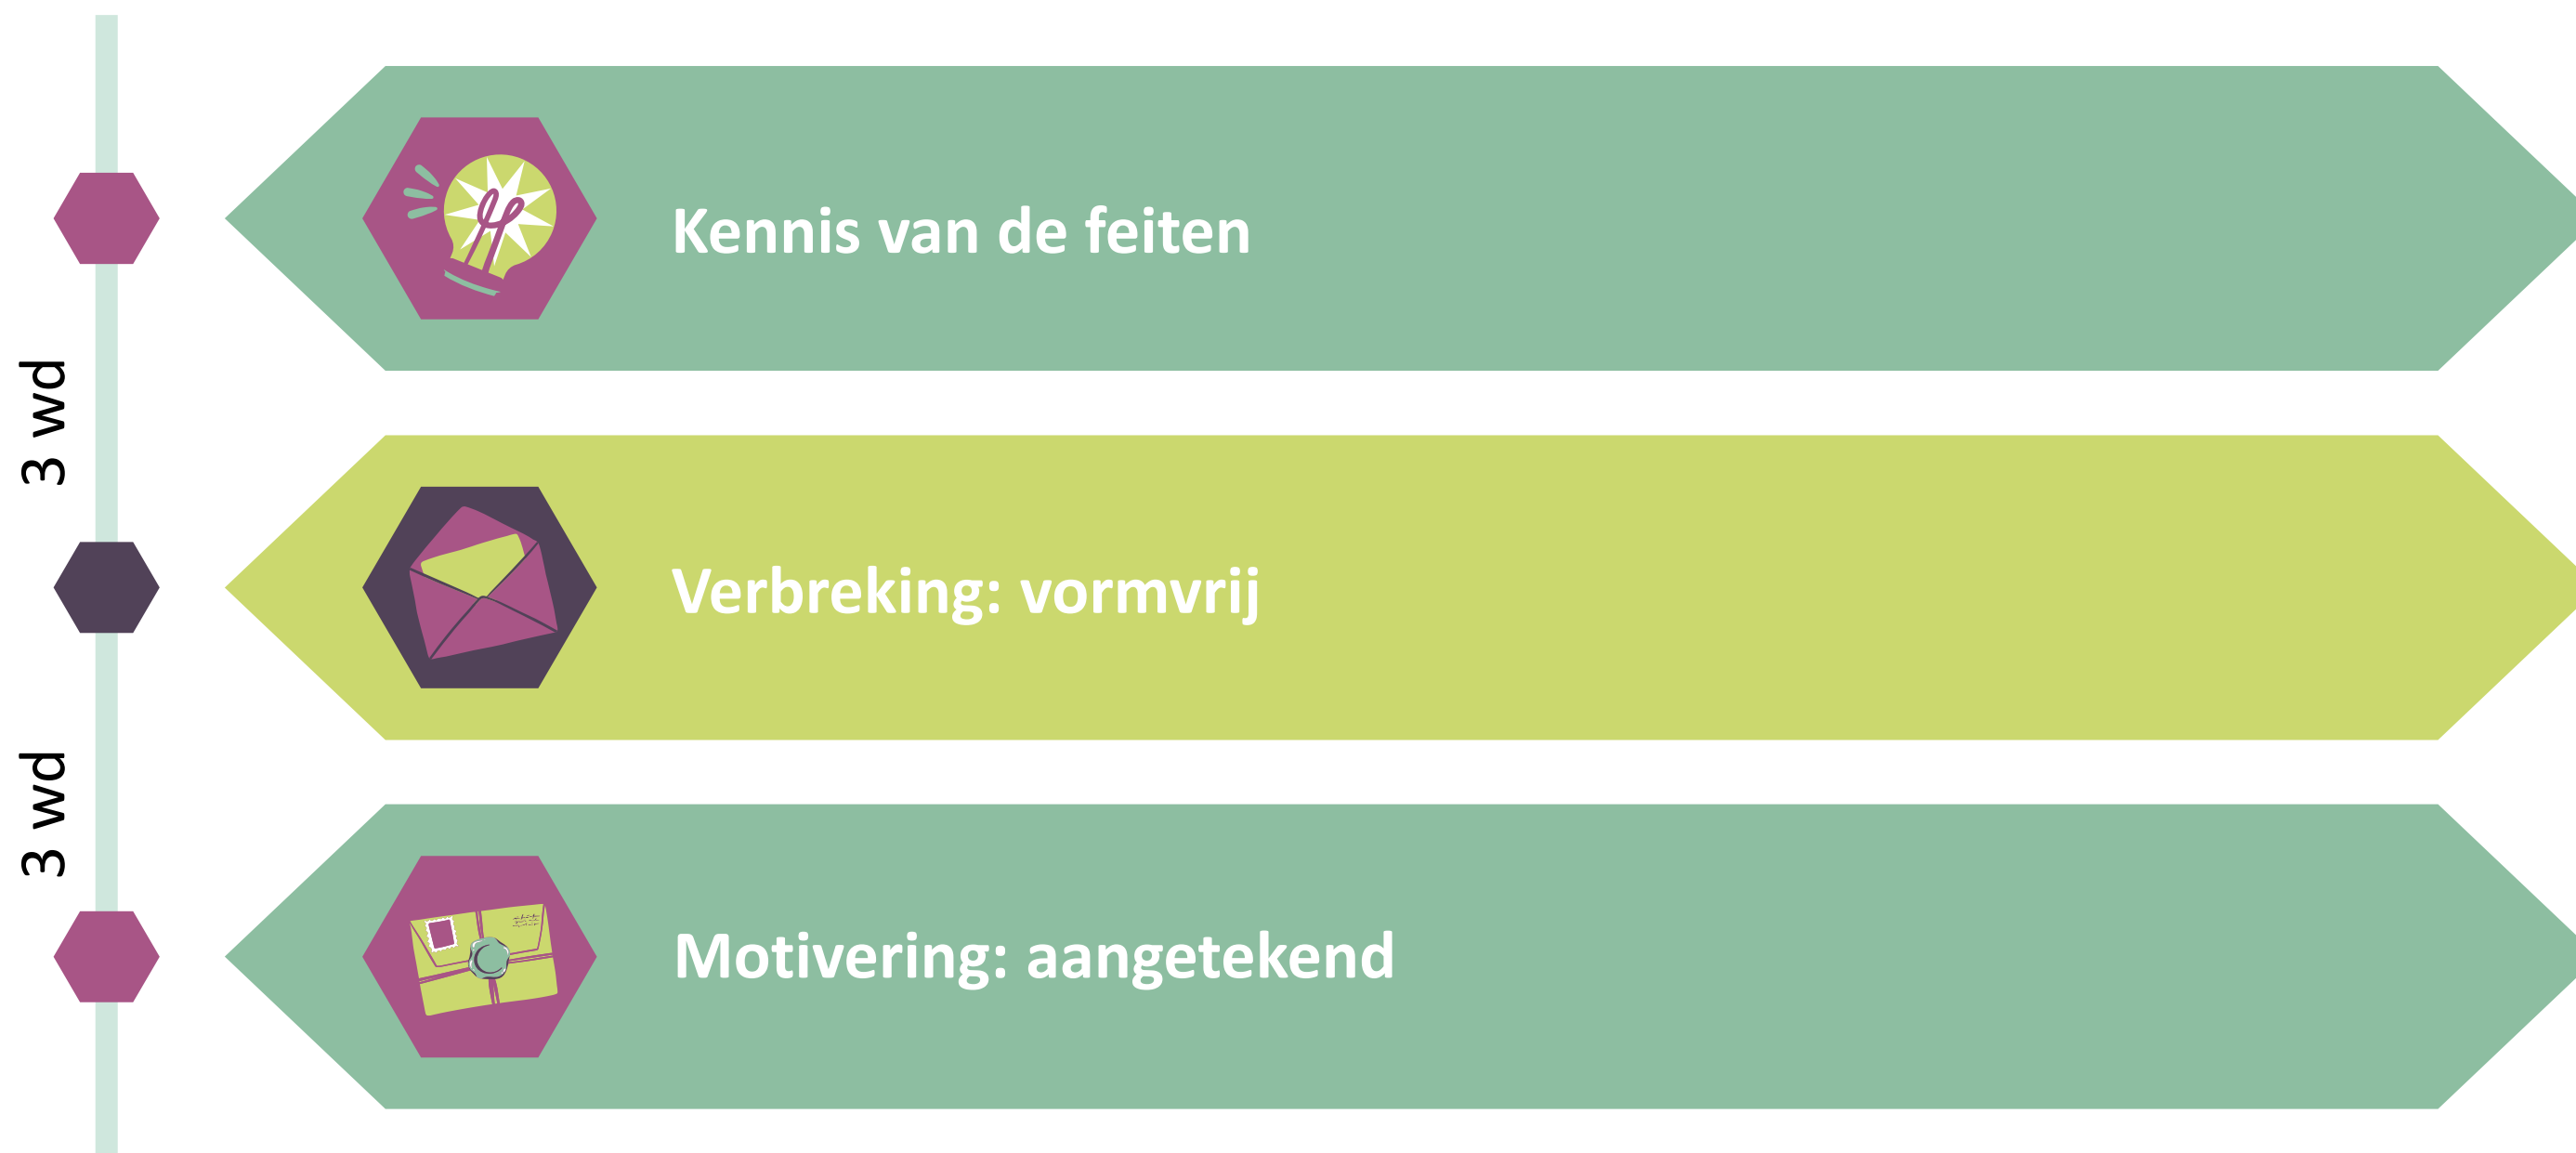 Kennis van de feiten
3 wd
Verbreking: vormvrij
3 wd
Motivering: aangetekend